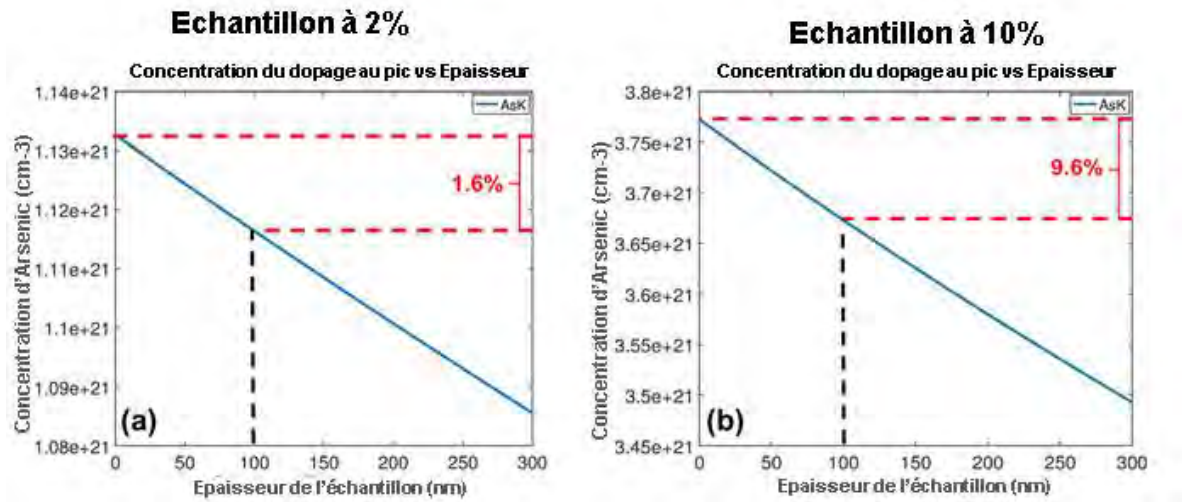 Echantillon à 2%
Concentration du dopage au pic vs Epaisseur
1.14e+21
1.13e+21
1.12e+21
1.11e+21
1.1e+21
1.09e+21
1.08e+21
Concentration d'Arsenic (cm-3)
AsK
1.6%
(a)
0 50 100 150 200 250 300
Epaisseur de l'échantillon (nm)
Echantillon à 10%
Concentration du dopage au pic vs Epaisseur
3.8e+21
3.75e+21
3.7e+21
3.65e+21
3.6e+21
3.55e+21
3.5e+21
3.45e+21
Concentration d'Arsenic (cm-3)
AsK
9.6%
(b)
0 50 100 150 200 250 300
Epaisseur de l'échantillon (nm)